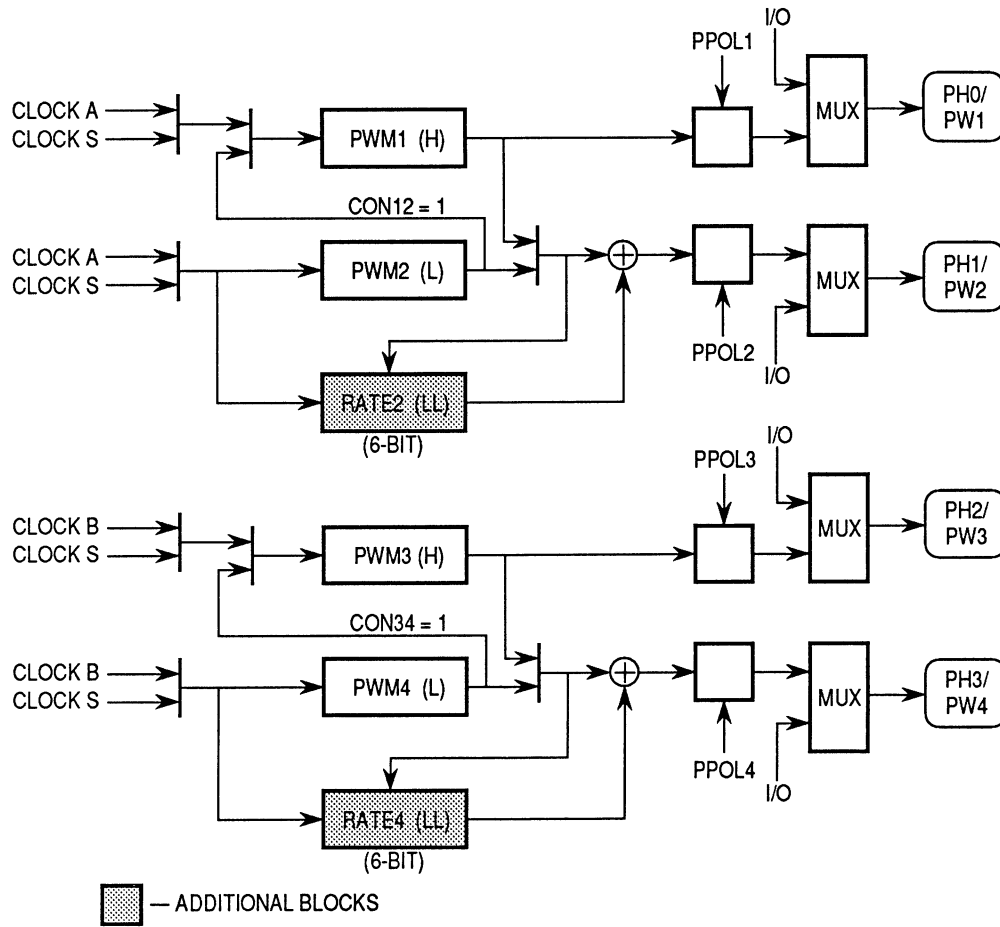 I/O
PPOL1
CLOCK A
CLOCK S
PWM1 (H)
MUX
PH0/
PW1
CON12 = 1
CLOCK A
CLOCK S
PWM2 (L)
MUX
PH1/
PW2
PPOL2
I/O
RATE2 (LL)
(6-BIT)
I/O
PPOL3
CLOCK B
CLOCK S
PWM3 (H)
MUX
PH2/
PW3
CON34 = 1
CLOCK B
CLOCK S
PWM4 (L)
MUX
PH3/
PW4
PPOL4
I/O
RATE4 (LL)
(6-BIT)
— ADDITIONAL BLOCKS